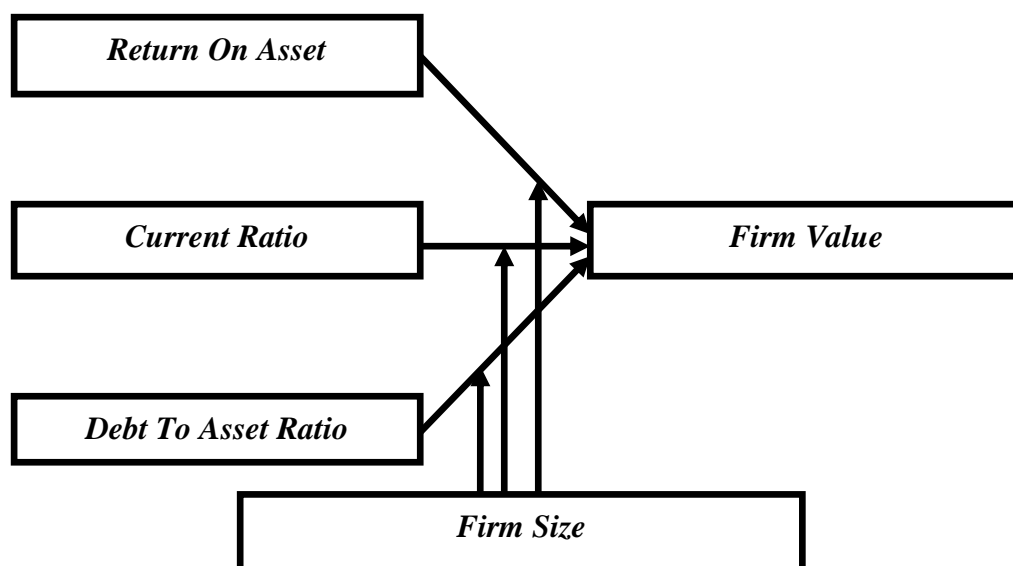 Return On Asset
Current Ratio
Firm Value
Debt To Asset Ratio
Firm Size